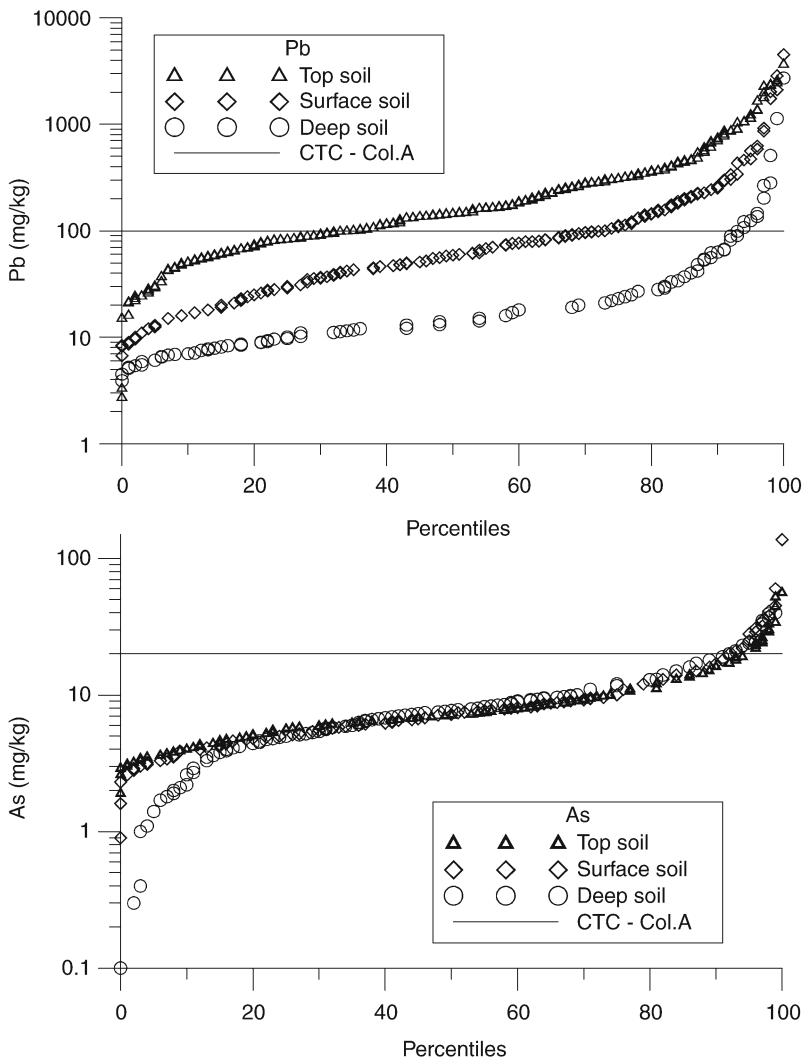 10000
1000
100
10
1
Pb (mg/kg)
Pb
Top soil
Surface soil
Deep soil
CTC - Col.A
0 20 40 60 80 100
Percentiles
100
10
1
0.1
As (mg/kg)
As
Top soil
Surface soil
Deep soil
CTC - Col.A
0 20 40 60 80 100
Percentiles